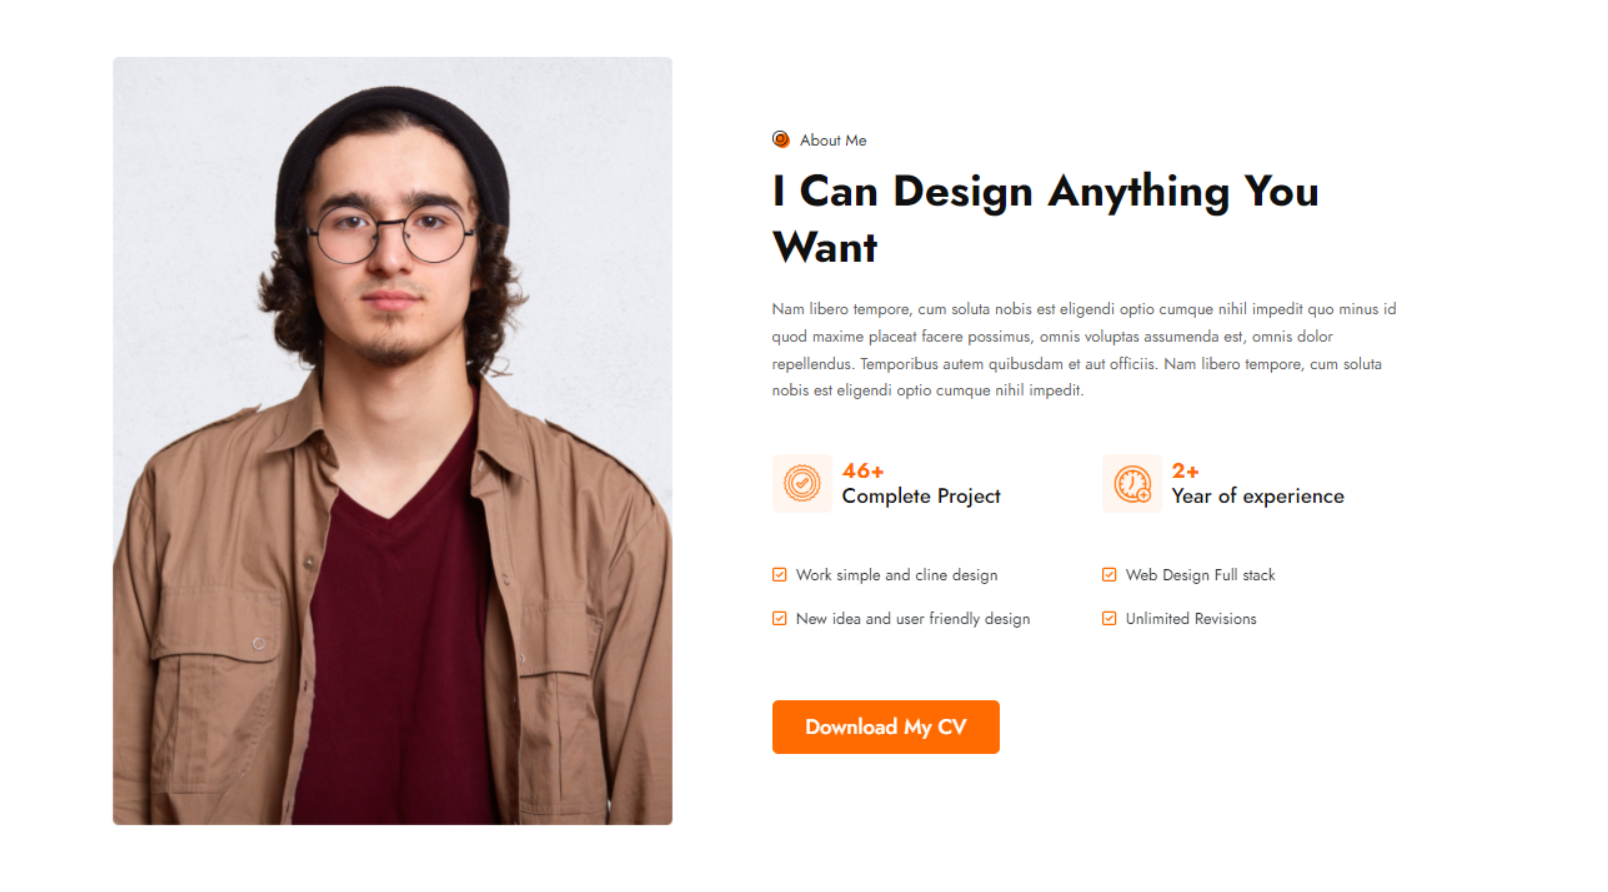 About Me
I Can Design Anything You
Want
Nam libero tempore, cum soluta nobis est eligendi optio cumque nihil impedit quo minus id
quod maxime placeat facere possimus, omnis voluptas assumenda est, omnis dolor
repellendus. Temporibus autem quibusdam et aut officiis. Nam libero tempore, cum soluta
nobis est eligendi optio cumque nihil impedit.
46+
Complete Project
2+
Year of experience
Work simple and cline design
Web Design Full stack
New idea and user friendly design
Unlimited Revisions
Download My CV